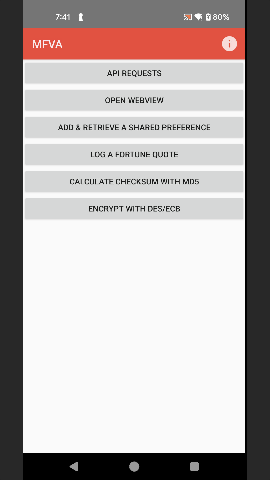 7:41
80%
MFVA
i
API REQUESTS
OPEN WEBVIEW
ADD & RETRIEVE A SHARED PREFERENCE
LOG A FORTUNE QUOTE
CALCULATE CHECKSUM WITH MD5
ENCRYPT WITH DES/ECB